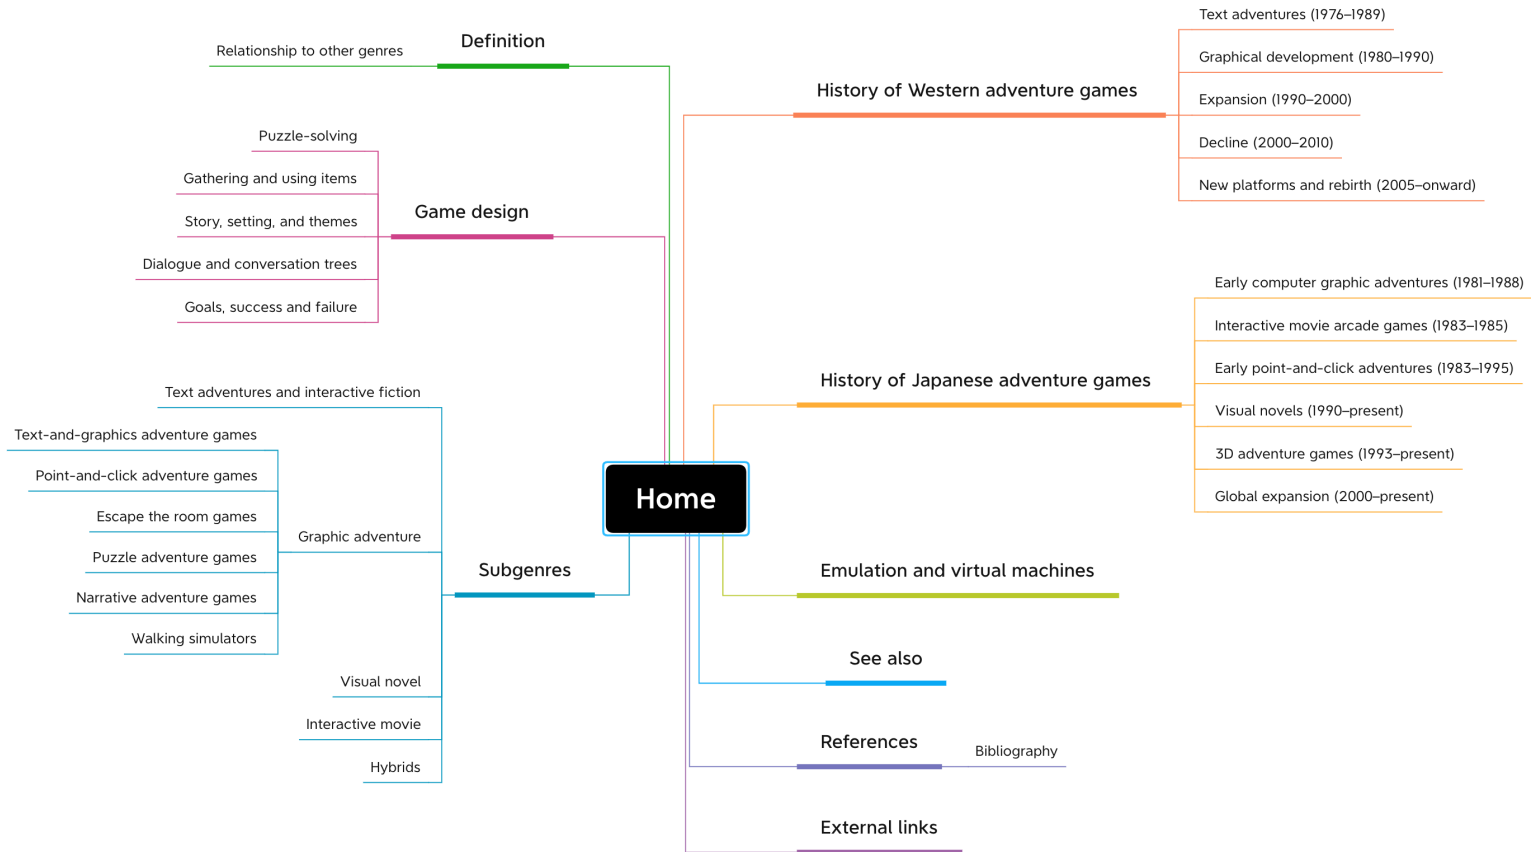 Definition
Relationship to other genres
Game design
Puzzle-solving
Gathering and using items
Story, setting, and themes
Dialogue and conversation trees
Goals, success and failure
Subgenres
Text adventures and interactive fiction
Graphic adventure
Text-and-graphics adventure games
Point-and-click adventure games
Escape the room games
Puzzle adventure games
Narrative adventure games
Walking simulators
Visual novel
Interactive movie
Hybrids
Home
History of Western adventure games
Text adventures (1976–1989)
Graphical development (1980–1990)
Expansion (1990–2000)
Decline (2000–2010)
New platforms and rebirth (2005–onward)
History of Japanese adventure games
Early computer graphic adventures (1981–1988)
Interactive movie arcade games (1983–1985)
Early point-and-click adventures (1983–1995)
Visual novels (1990–present)
3D adventure games (1993–present)
Global expansion (2000–present)
Emulation and virtual machines
See also
References
Bibliography
External links